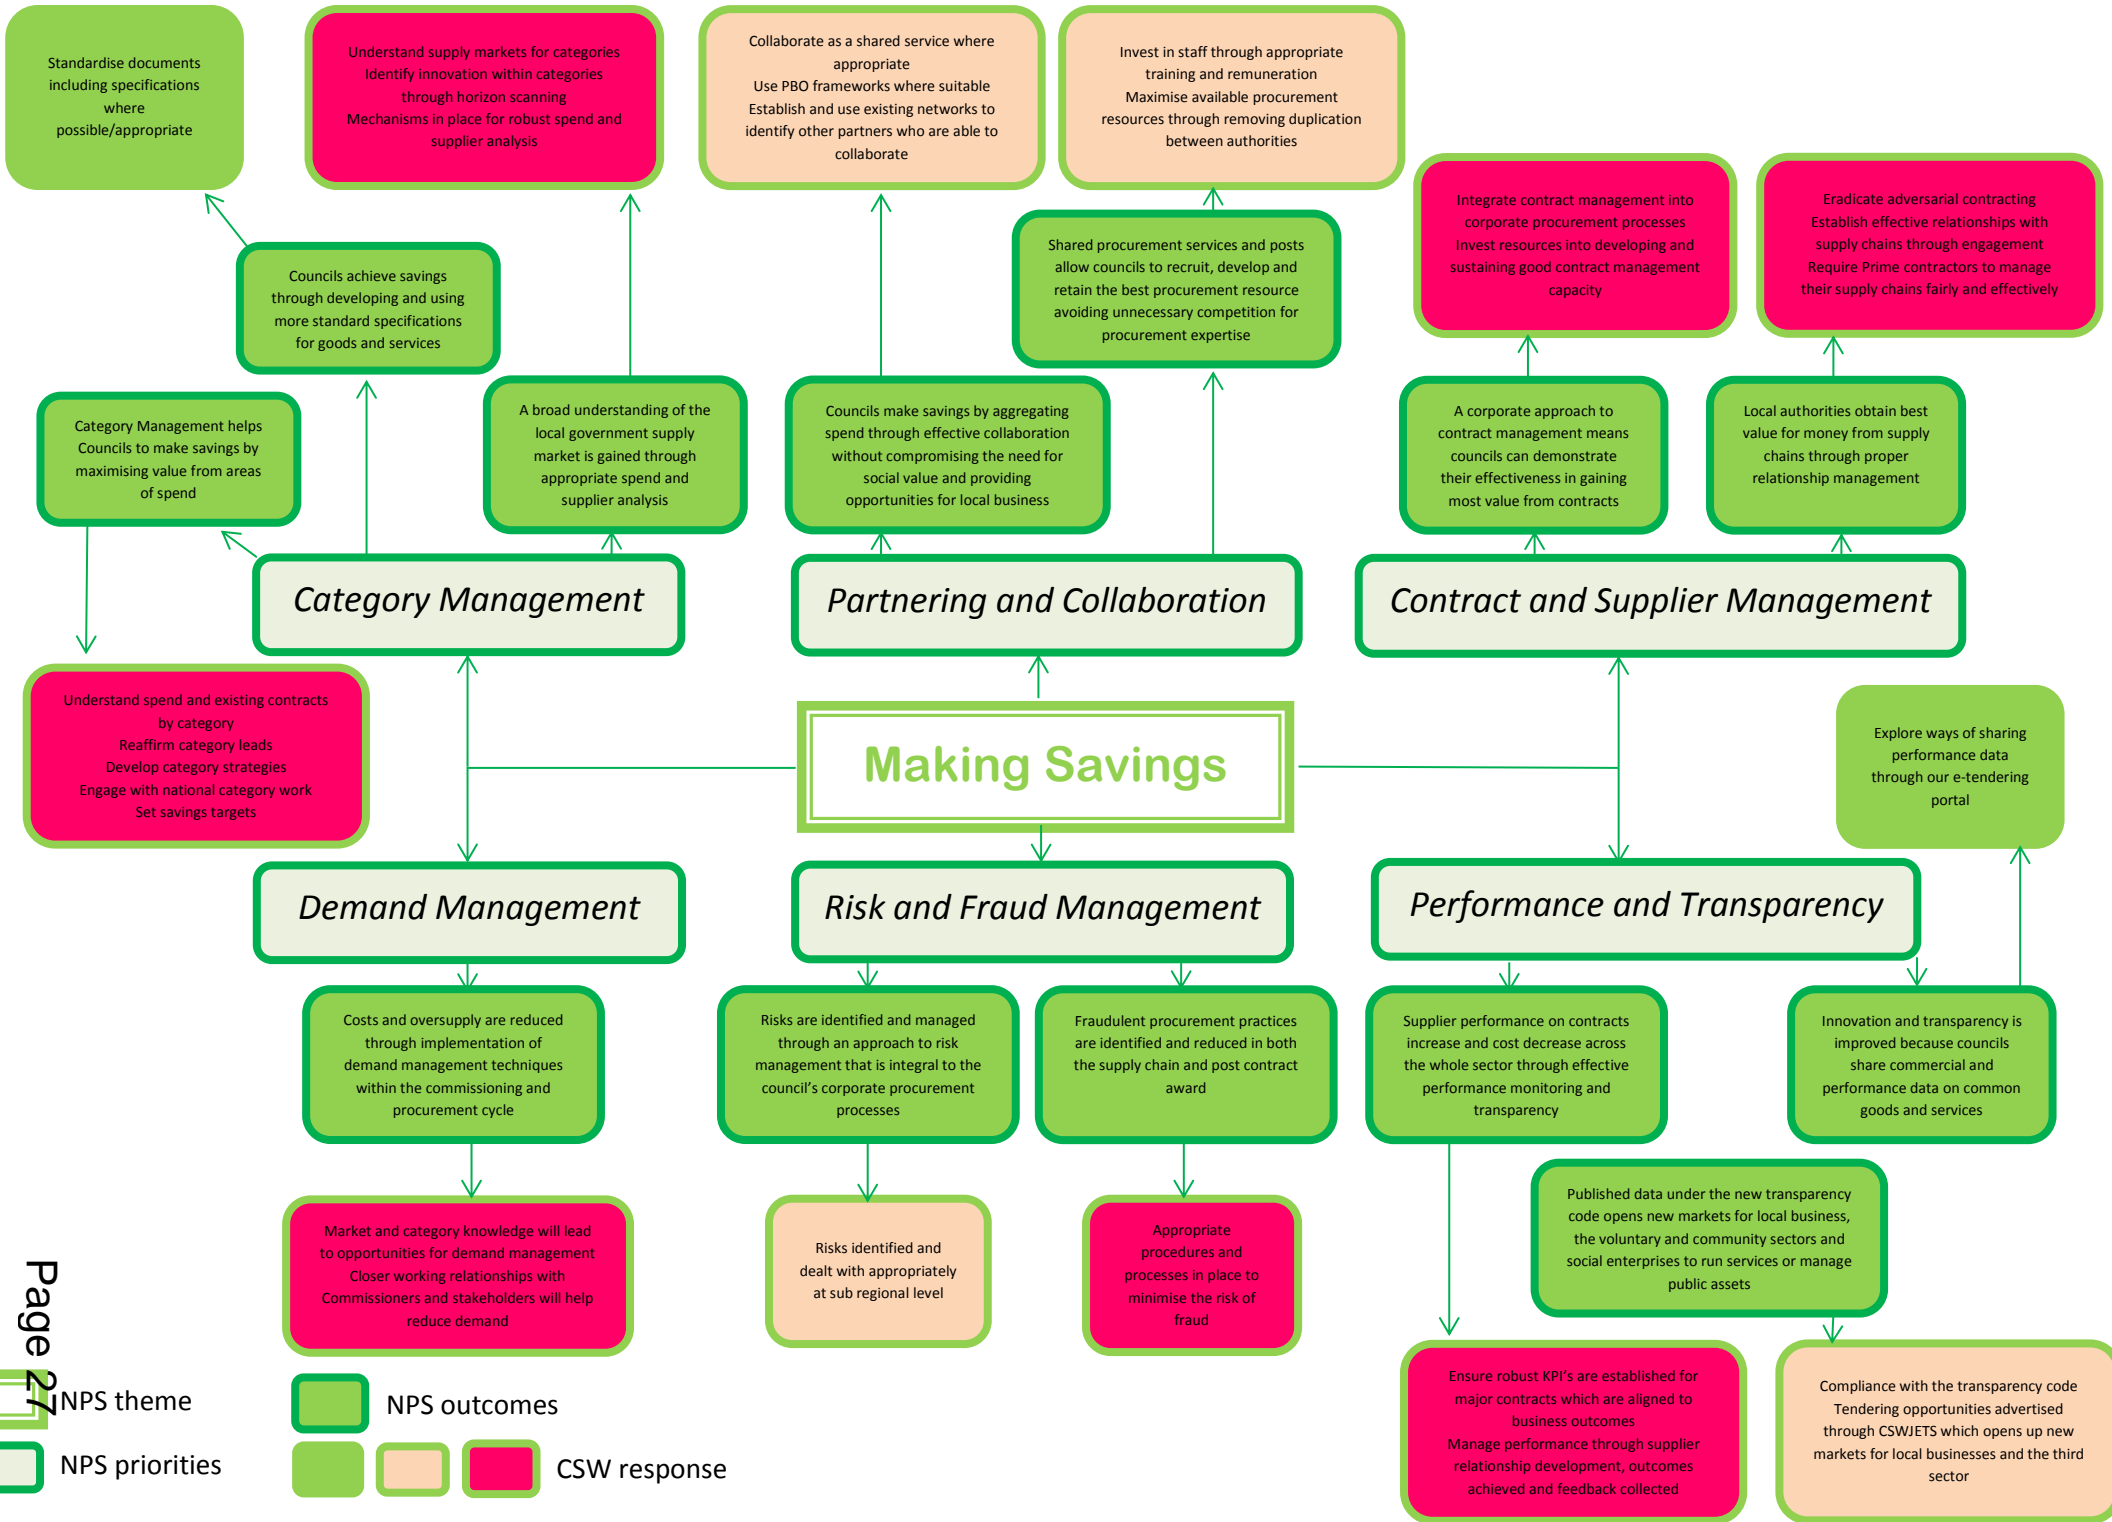 Standardise documents
including specifications
where
possible/appropriate
Understand supply markets for categories
Identify innovation within categories
through horizon scanning
Mechanisms in place for robust spend and
supplier analysis
Collaborate as a shared service where
appropriate
Use PBO frameworks where suitable
Establish and use existing networks to
identify other partners who are able to
collaborate
Invest in staff through appropriate
training and remuneration
Maximise available procurement
resources through removing duplication
between authorities
Integrate contract management into
corporate procurement processes
Invest resources into developing and
sustaining good contract management
capacity
Eradicate adversarial contracting
Establish effective relationships with
supply chains through engagement
Require Prime contractors to manage
their supply chains fairly and effectively
Councils achieve savings
through developing and using
more standard specifications
for goods and services
Shared procurement services and posts
allow councils to recruit, develop and
retain the best procurement resource
avoiding unnecessary competition for
procurement expertise
Category Management helps
Councils to make savings by
maximising value from areas
of spend
A broad understanding of the
local government supply
market is gained through
appropriate spend and
supplier analysis
Councils make savings by aggregating
spend through effective collaboration
without compromising the need for
social value and providing
opportunities for local business
A corporate approach to
contract management means
councils can demonstrate
their effectiveness in gaining
most value from contracts
Local authorities obtain best
value for money from supply
chains through proper
relationship management
Category Management
Partnering and Collaboration
Contract and Supplier Management
Understand spend and existing contracts
by category
Reaffirm category leads
Develop category strategies
Engage with national category work
Set savings targets
Making Savings
Explore ways of sharing
performance data
through our e-tendering
portal
Demand Management
Risk and Fraud Management
Performance and Transparency
Costs and oversupply are reduced
through implementation of
demand management techniques
within the commissioning and
procurement cycle
Risks are identified and managed
through an approach to risk
management that is integral to the
council's corporate procurement
processes
Fraudulent procurement practices
are identified and reduced in both
the supply chain and post contract
award
Supplier performance on contracts
increase and cost decrease across
the whole sector through effective
performance monitoring and
transparency
Innovation and transparency is
improved because councils
share commercial and
performance data on common
goods and services
Published data under the new transparency
code opens new markets for local business,
the voluntary and community sectors and
social enterprises to run services or manage
public assets
Market and category knowledge will lead
to opportunities for demand management
Closer working relationships with
Commissioners and stakeholders will help
reduce demand
Risks identified and
dealt with appropriately
at sub regional level
Appropriate
procedures and
processes in place to
minimise the risk of
fraud
Ensure robust KPI's are established for
major contracts which are aligned to
business outcomes
Manage performance through supplier
relationship development, outcomes
achieved and feedback collected
Compliance with the transparency code
Tendering opportunities advertised
through CSWJETS which opens up new
markets for local businesses and the third
sector
Page 27
NPS theme
NPS outcomes
NPS priorities
CSW response